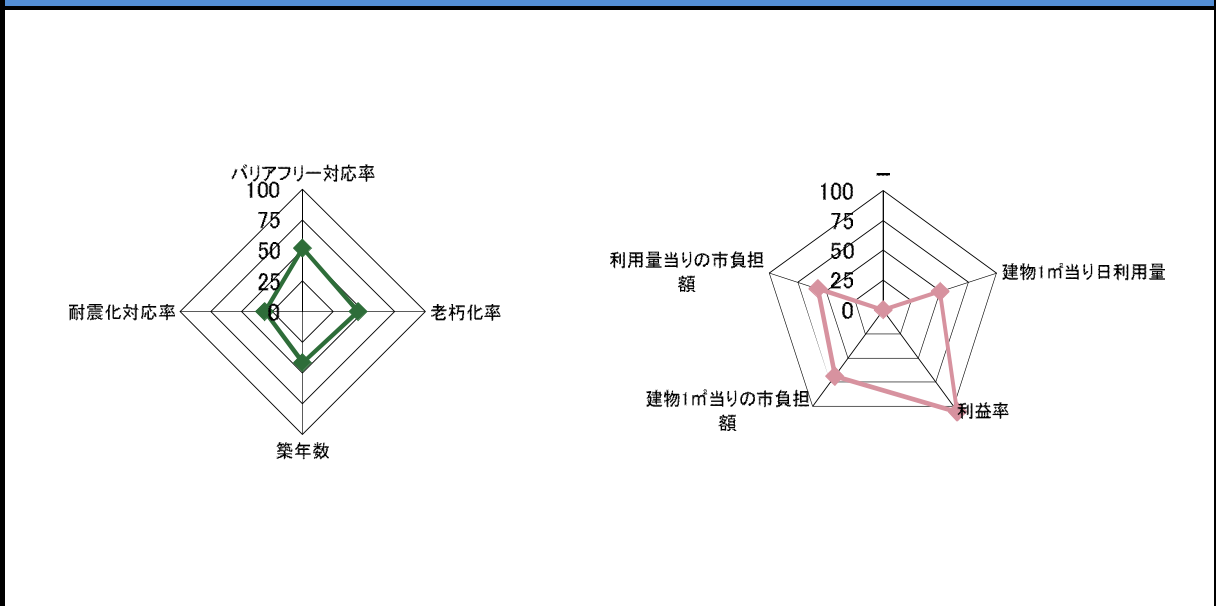 バリアフリー対応率
100
75
50
25
0
耐震化対応率
老朽化率
築年数
－
100
75
50
25
0
利用量当りの市負担
額
建物1㎡当り日利用量
建物1㎡当りの市負担
額
利益率